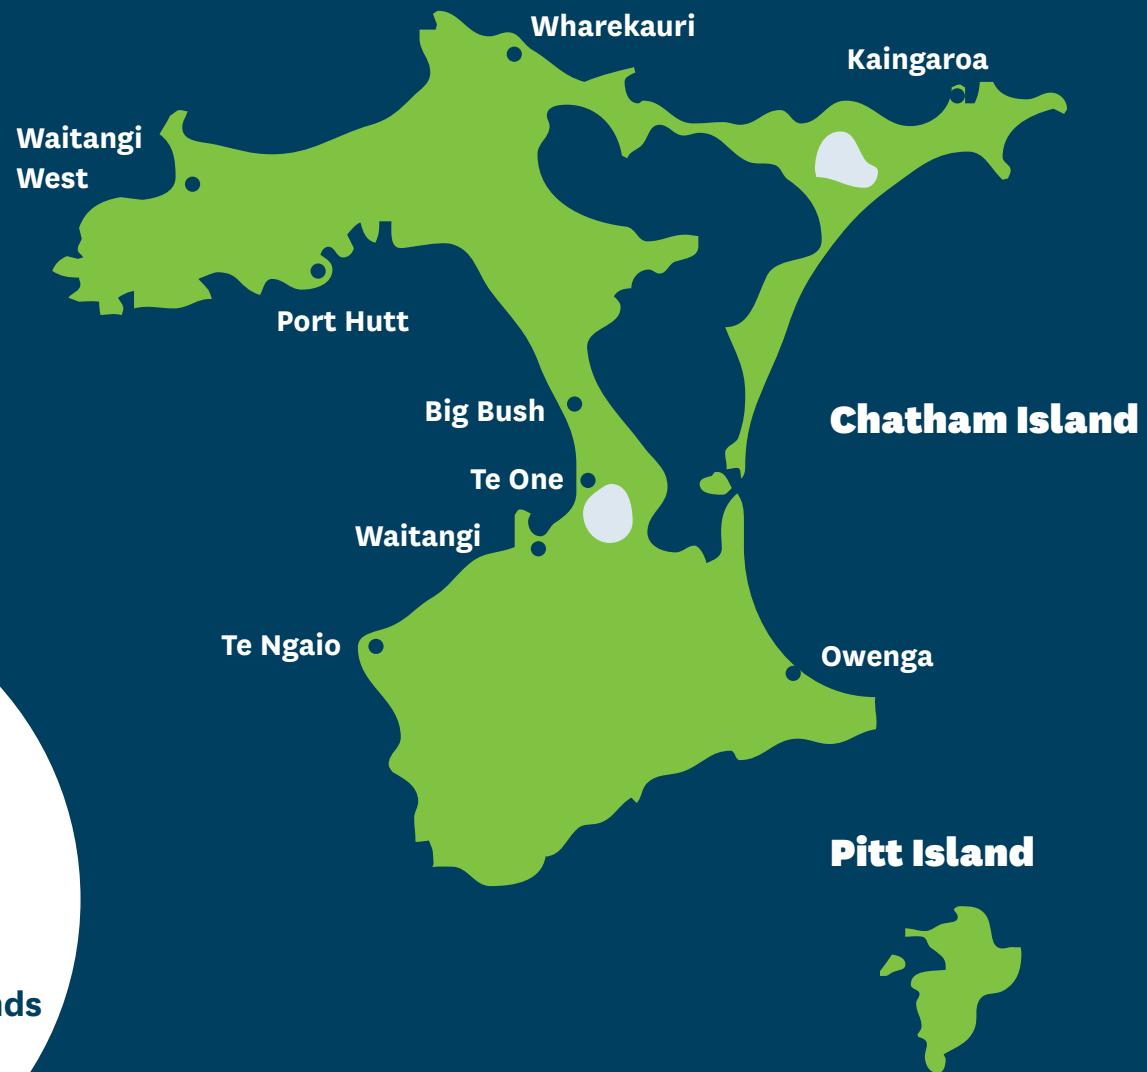 Wharekauri
Kaingaroa
Waitangi
West
Port Hutt
Big Bush
Chatham Island
Te One
Waitangi
Te Ngaio
Owenga
Pitt Island
nds